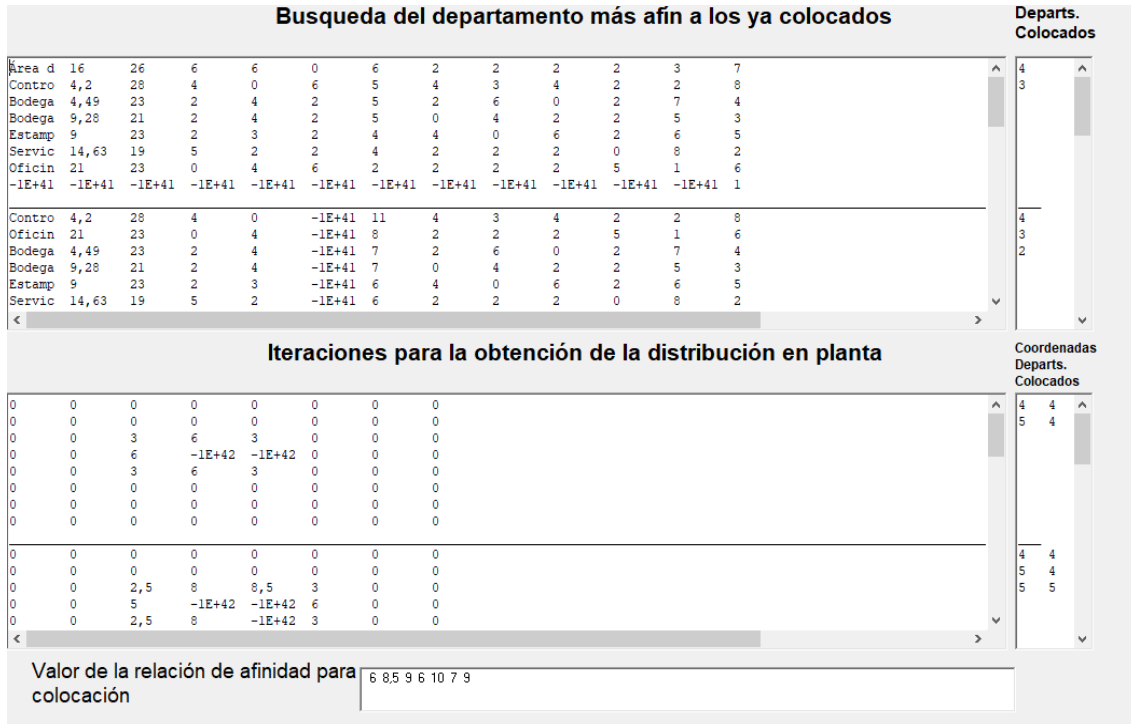 Busqueda del departamento más afín a los ya colocados
Departs.
Colocados
Área d 16 26 6 6 0 6 2 2 2 2 3 7
Contro 4,2 28 4 0 6 5 4 3 4 2 2 8
Bodega 4,49 23 2 4 2 5 2 6 0 2 7 4
Bodega 9,28 21 2 4 2 5 0 4 2 2 5 3
Estamp 9 23 2 3 2 4 4 0 6 2 6 5
Servic 14,63 19 5 2 2 4 2 2 2 0 8 2
Oficin 21 23 0 4 6 2 2 2 2 5 1 6
-1E+41 -1E+41 -1E+41 -1E+41 -1E+41 -1E+41 -1E+41 -1E+41 -1E+41 -1E+41 -1E+41 1
4
3
Contro 4,2 28 4 0 -1E+41 11 4 3 4 2 2 8
Oficin 21 23 0 4 -1E+41 8 2 2 2 5 1 6
Bodega 4,49 23 2 4 -1E+41 7 2 6 0 2 7 4
Bodega 9,28 21 2 4 -1E+41 7 0 4 2 2 5 3
Estamp 9 23 2 3 -1E+41 6 4 0 6 2 6 5
Servic 14,63 19 5 2 -1E+41 6 2 2 2 0 8 2
4
3
2
Iteraciones para la obtención de la distribución en planta
Coordenadas
Departs.
Colocados
0 0 0 0 0 0 0 0
0 0 0 0 0 0 0 0
0 0 3 6 3 0 0 0
0 0 6 -1E+42 -1E+42 0 0 0
0 0 3 6 3 0 0 0
0 0 0 0 0 0 0 0
0 0 0 0 0 0 0 0
4 4
5 4
0 0 0 0 0 0 0 0
0 0 0 0 0 0 0 0
0 0 2,5 8 8,5 3 0 0
0 0 5 -1E+42 -1E+42 6 0 0
0 0 2,5 8 -1E+42 3 0 0
4 4
5 4
5 5
Valor de la relación de afinidad para
colocación
6 8,5 9 6 10 7 9